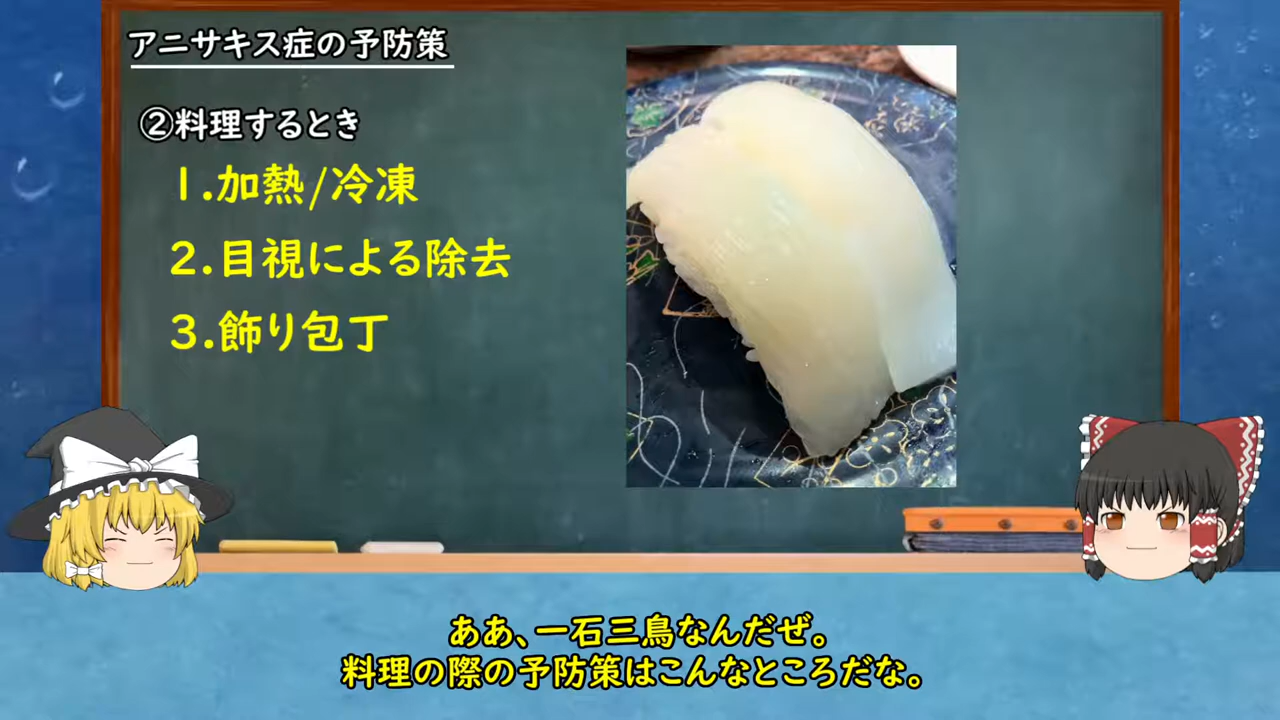 アニサキス症の予防策
②料理するとき
1.加熱/冷凍
2.目視による除去
3.飾り包丁
ああ、一石三鳥なんだぜ。
料理の際の予防策はこんなところだな。